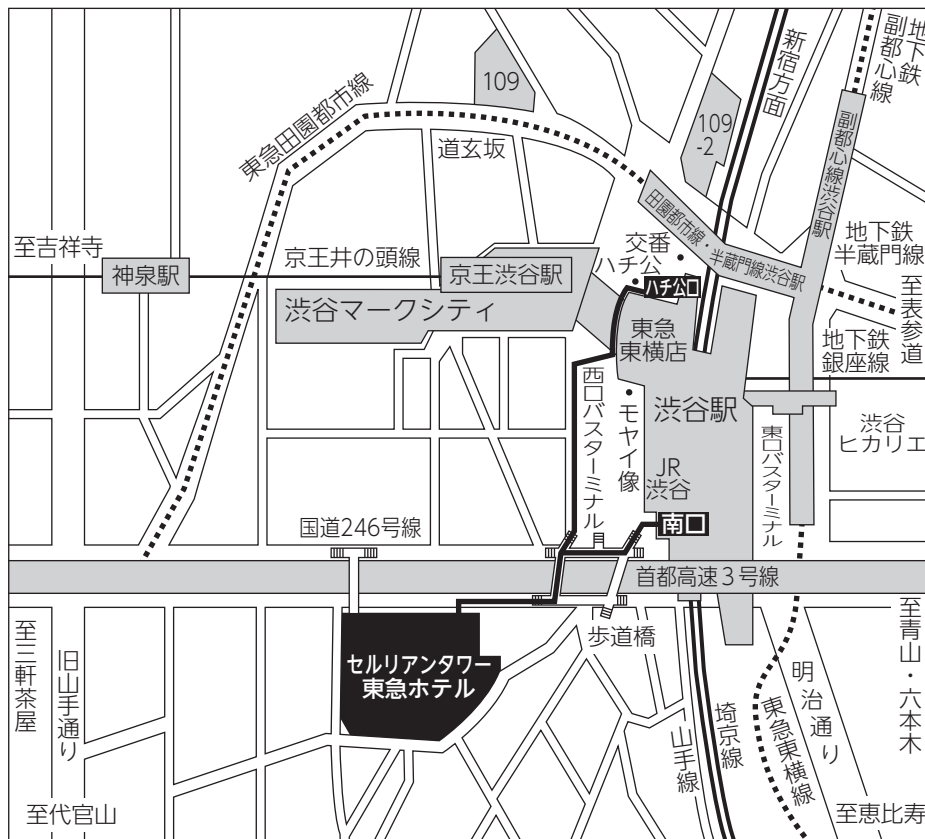 地下鉄
副都心線
新宿方面
109
109
-2
東急田園都市線
道玄坂
副都心線渋谷駅
田園都市線・半蔵門線渋谷駅
至吉祥寺
神泉駅
京王井の頭線
京王渋谷駅
交番
ハチ公
ハチ公口
地下鉄
半蔵門線
至表参道
渋谷マークシティ
東急
東横店
地下鉄
銀座線
西口バスターミナル
モヤイ像
渋谷駅
渋谷
ヒカリエ
東口バスターミナル
JR
渋谷
南口
国道246号線
首都高速3号線
歩道橋
セルリアンタワー
東急ホテル
至三軒茶屋
旧山手通り
山手線
埼京線
東急東横線
明治通り
至青山・六本木
至代官山
至恵比寿